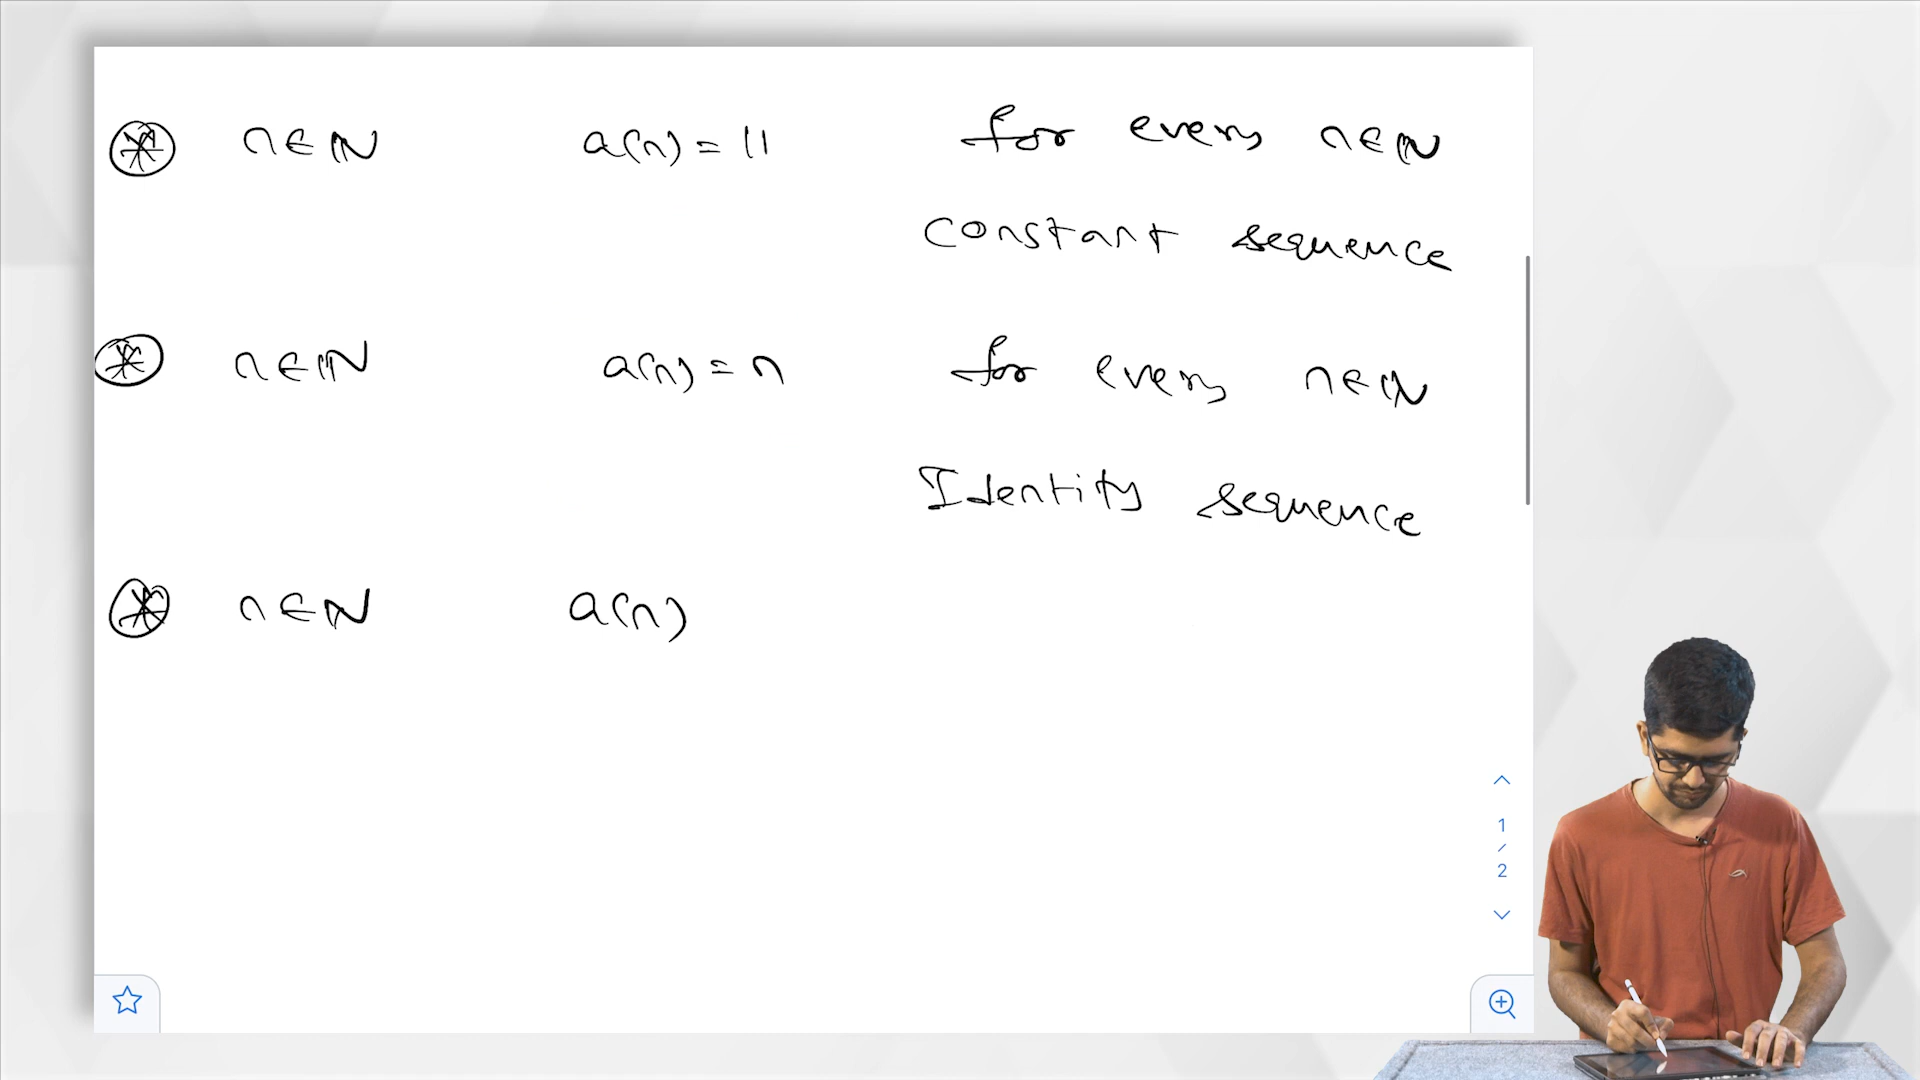 n∈ℕ a(n) = 11 for every n∈ℕ
constant sequence
n∈ℕ a(n) = n for every n∈ℕ
Identity sequence
n∈ℕ a(n)
1
/
2